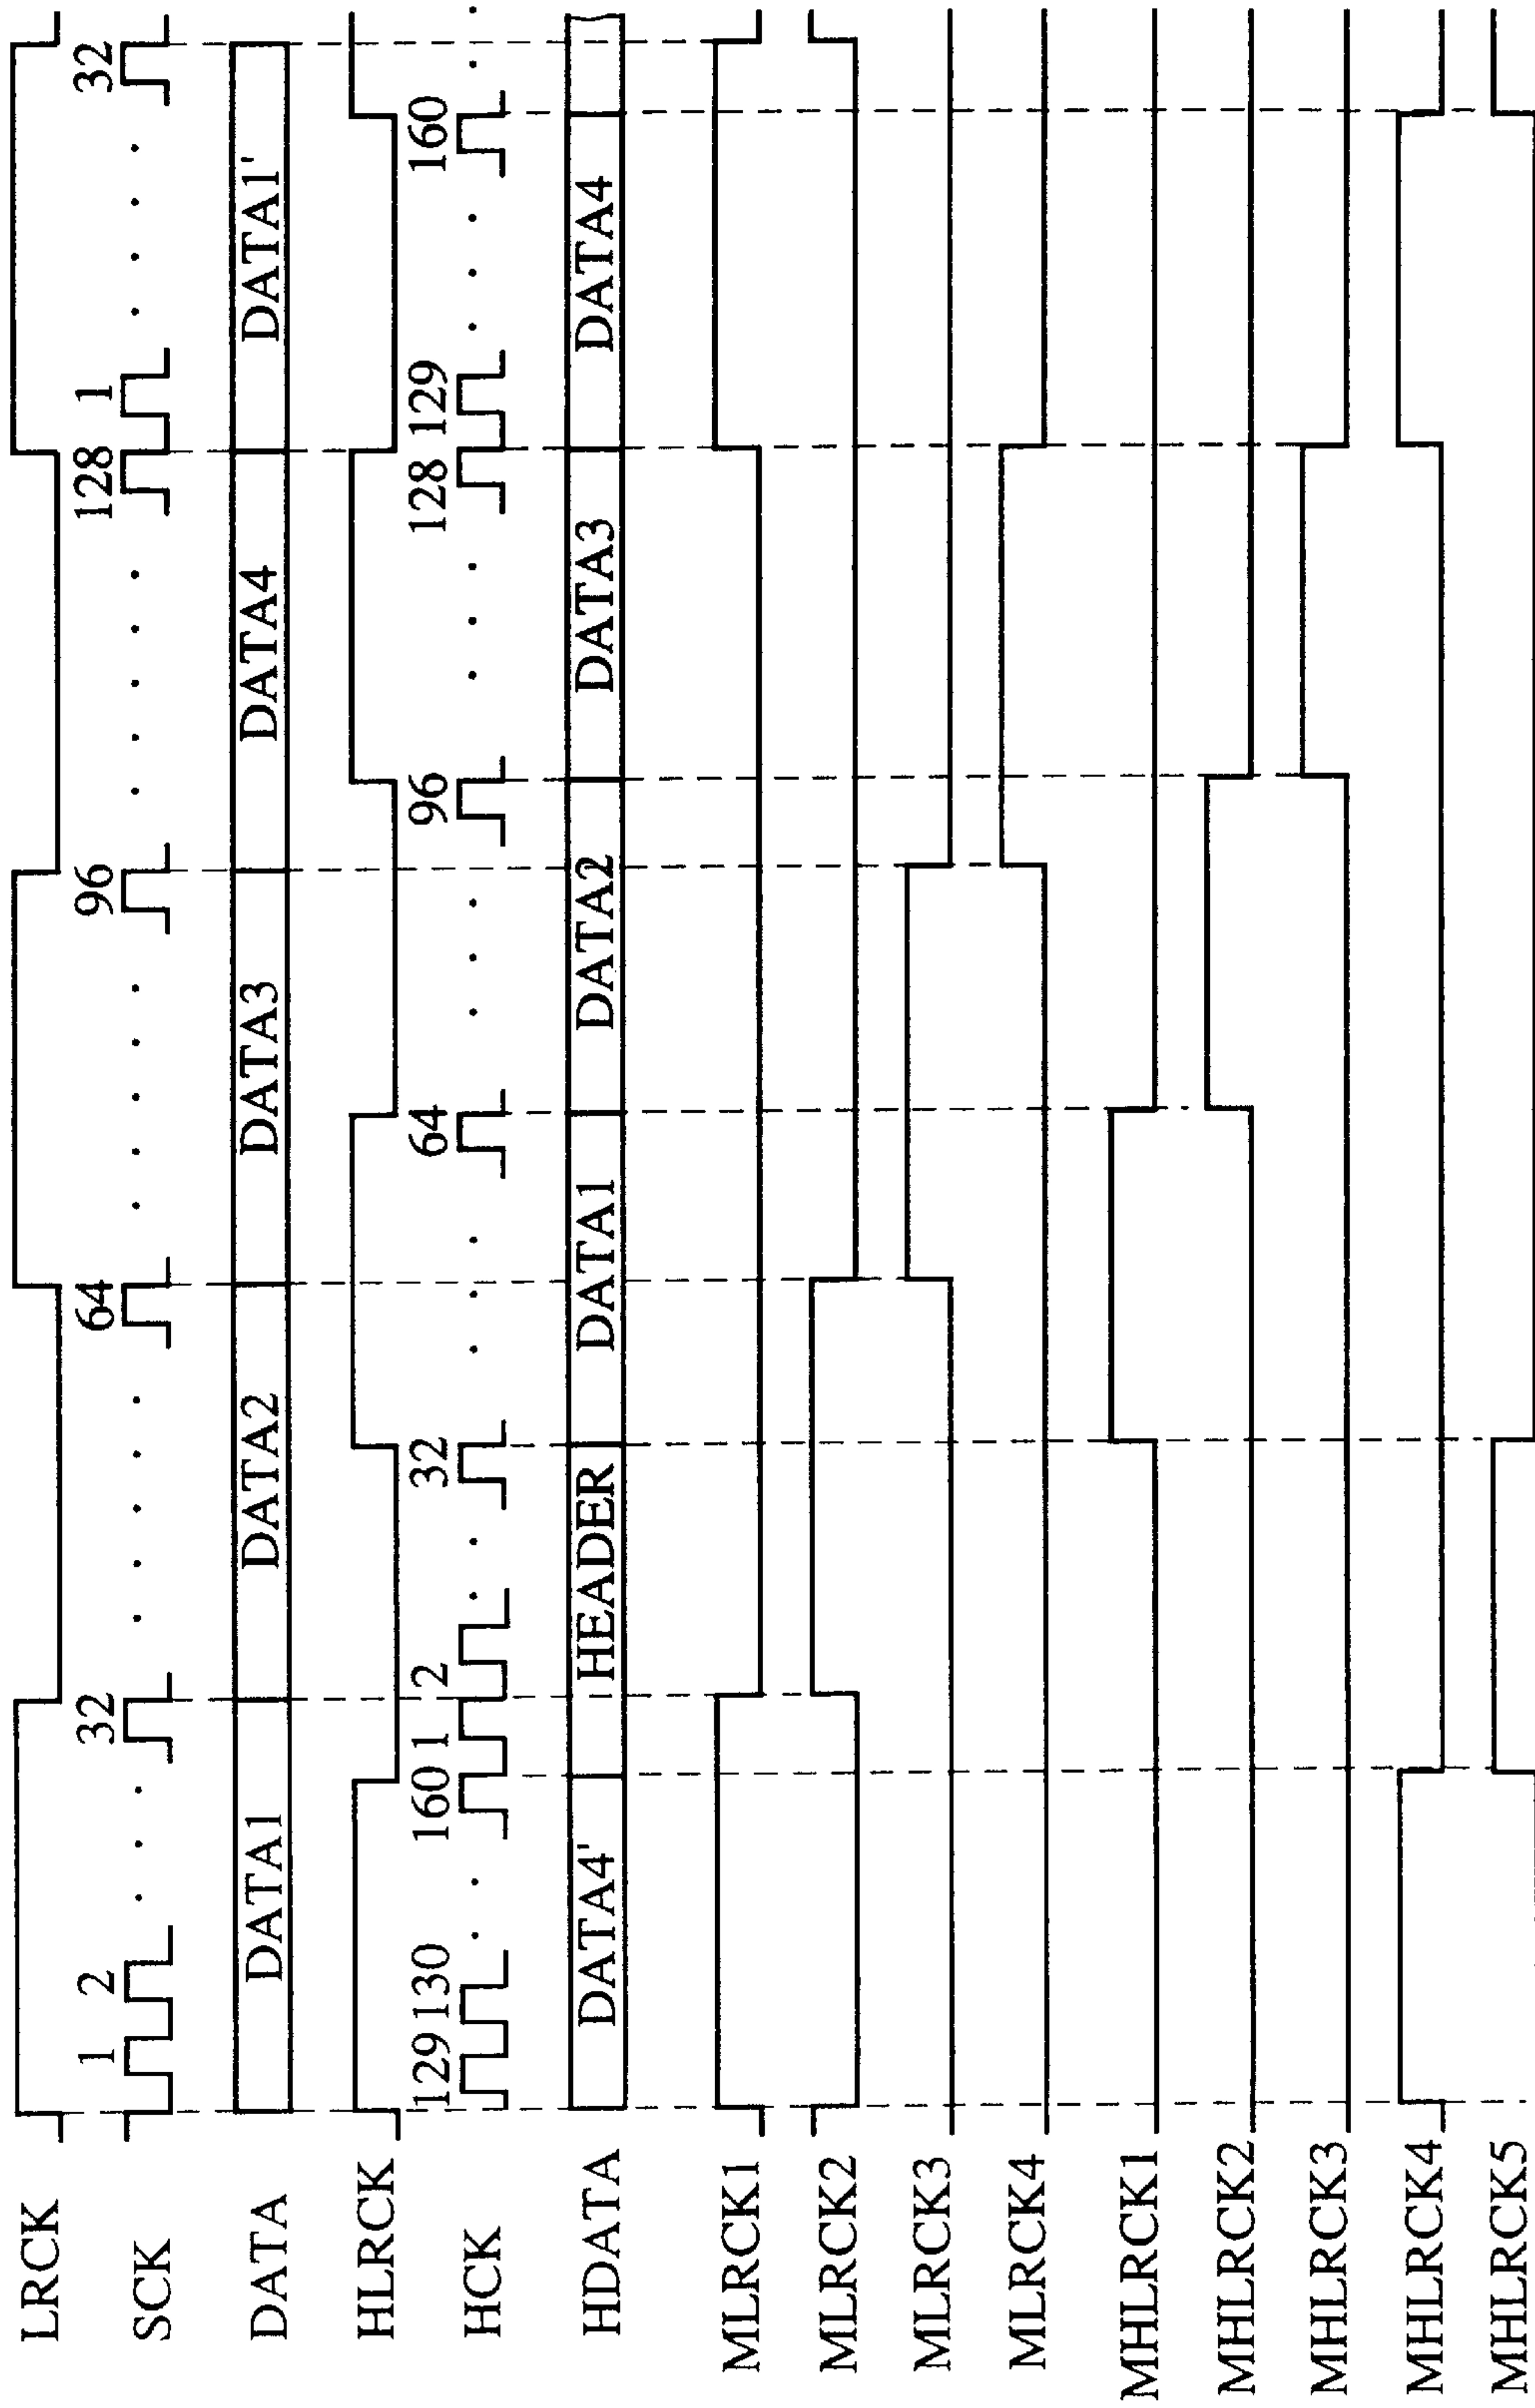 LRCK
SCK 1 2 32 64 96 128 1 32
DATA DATA1 DATA2 DATA3 DATA4 DATA1'
HLRCK
HCK 129 130 160 1 2 32 64 96 128 129 160
HDATA DATA4' HEADER DATA1 DATA2 DATA3 DATA4
MLRCK1
MLRCK2
MLRCK3
MLRCK4
MHLRCK1
MHLRCK2
MHLRCK3
MHLRCK4
MHLRCK5